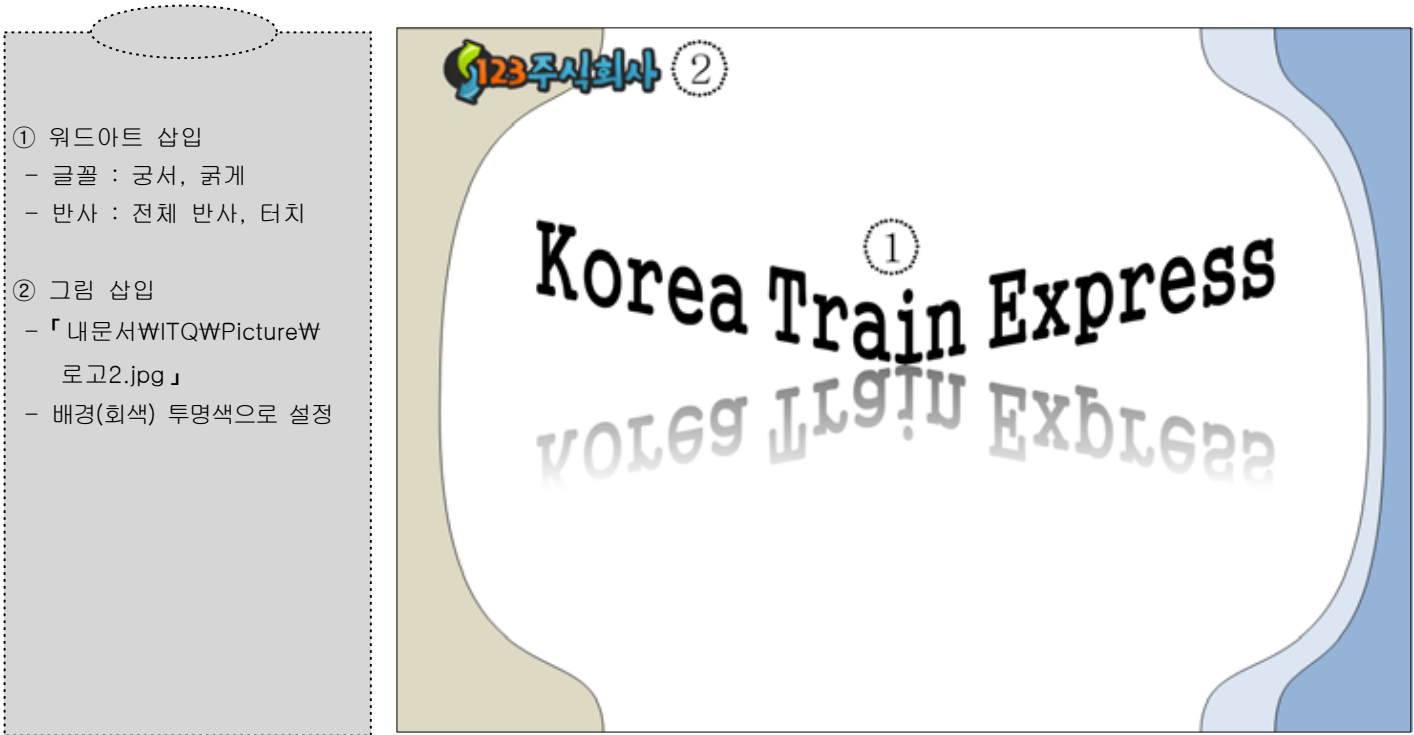 ① 워드아트 삽입
- 글꼴 : 궁서, 굵게
- 반사 : 전체 반사, 터치
② 그림 삽입
-「내문서₩ITQ₩Picture₩
로고2.jpg」
- 배경(회색) 투명색으로 설정
123주식회사 ②
①
Korea Train Express